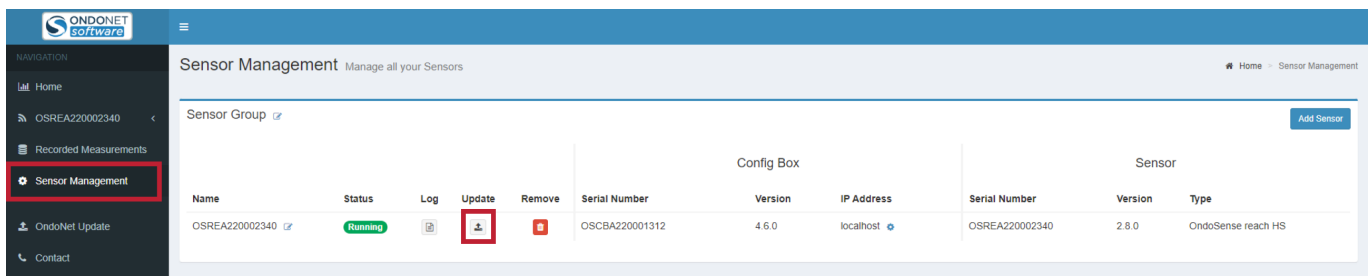 ONDONET
software
NAVIGATION
Home
OSREA220002340
Recorded Measurements
Sensor Management
OndoNet Update
Contact
Sensor Management Manage all your Sensors
Home > Sensor Management
Sensor Group
Add Sensor
Config Box Sensor
Name Status Log Update Remove Serial Number Version IP Address Serial Number Version Type
OSREA220002340 Running OSCBA220001312 4.6.0 localhost OSREA220002340 2.8.0 OndoSense reach HS